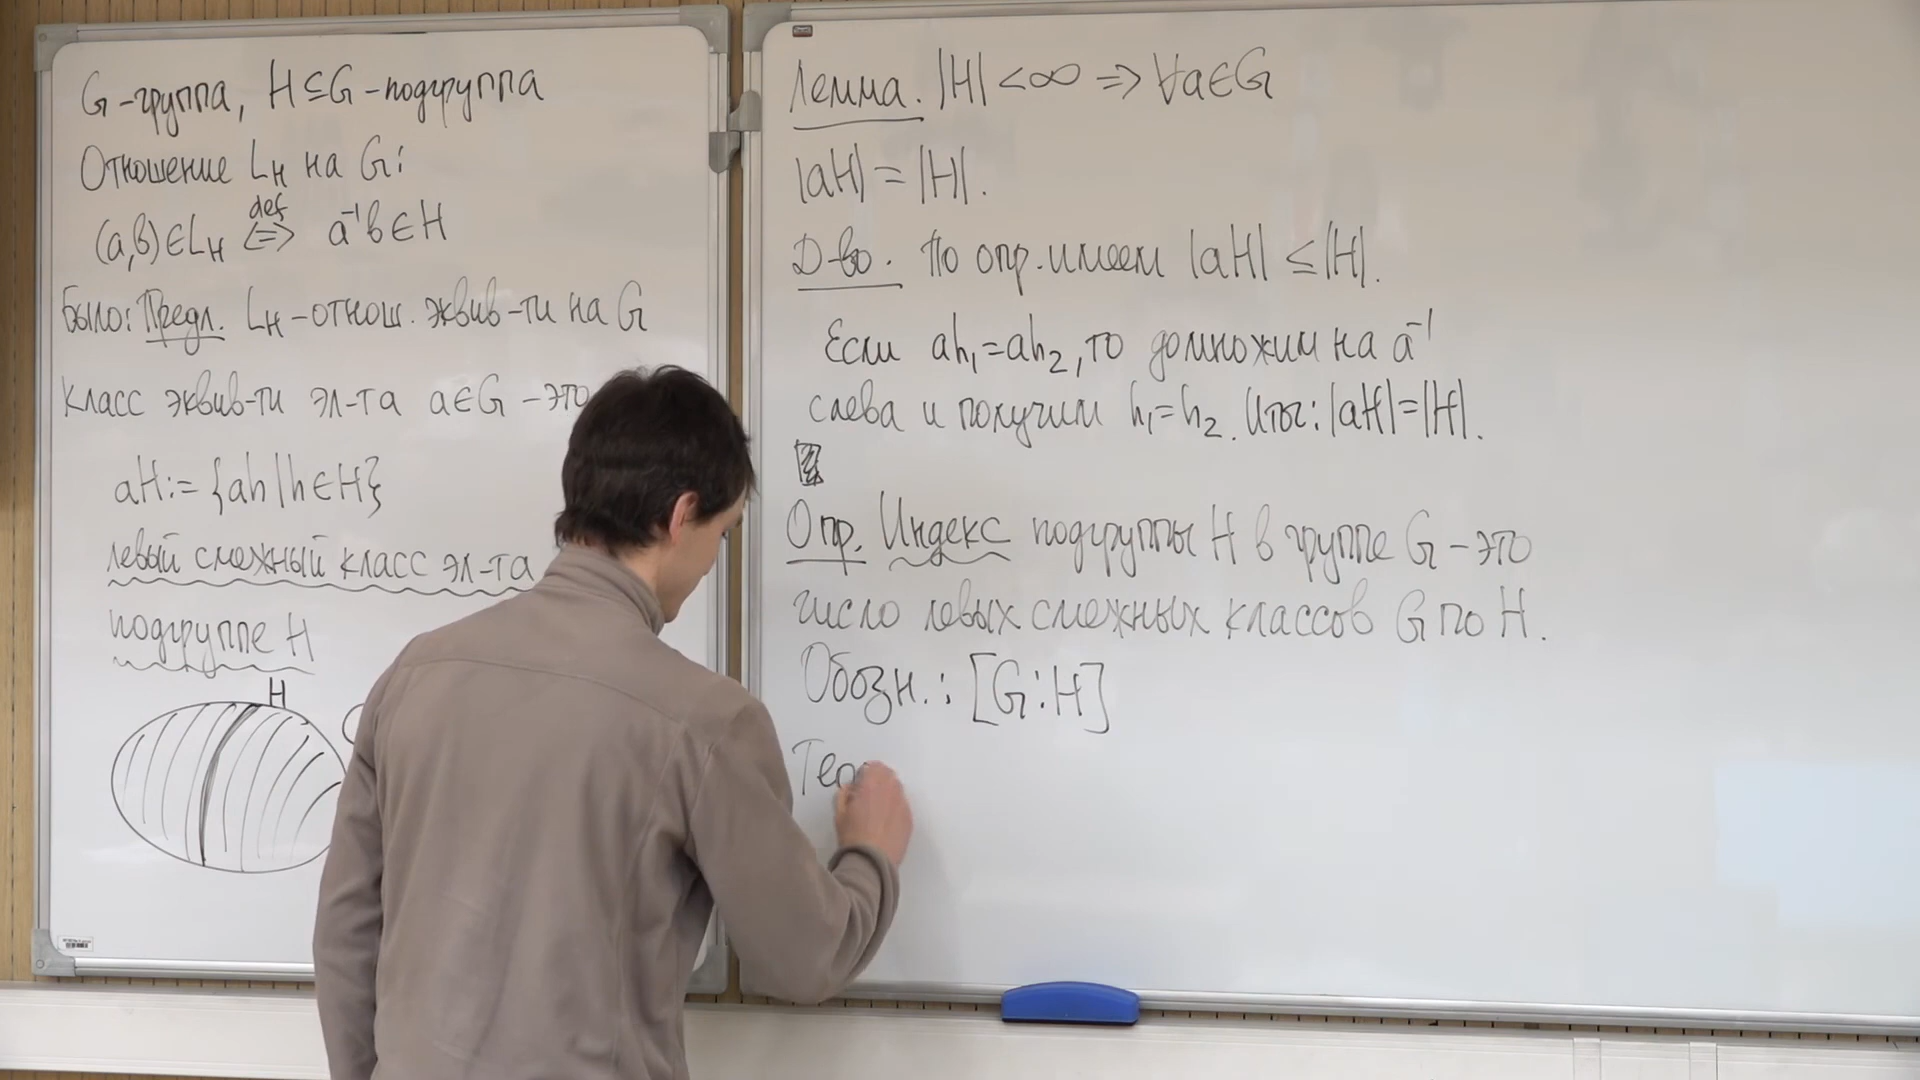 G-группа, H⊆G-подгруппа
Отношение L_H на G:
(a,b)∈L_H ⇔ a⁻¹b∈H
def
Было: Предл. L_H-отнош. эквив-ти на G
Класс эквив-ти эл-та a∈G - это
aH:= {ah|h∈H}
левый смежный класс эл-та
подгруппе H
H
Лемма. |H|<∞ ⇒ ∀a∈G
|aH|=|H|.
Д-во. По опр. имеем |aH| ≤ |H|.
Если ah₁=ah₂, то домножим на a⁻¹
слева и получим h₁=h₂. Итог: |aH|=|H|.
Опр. Индекс подгруппы H в группе G - это
число левых смежных классов G по H.
Обозн.: [G:H]
Тео